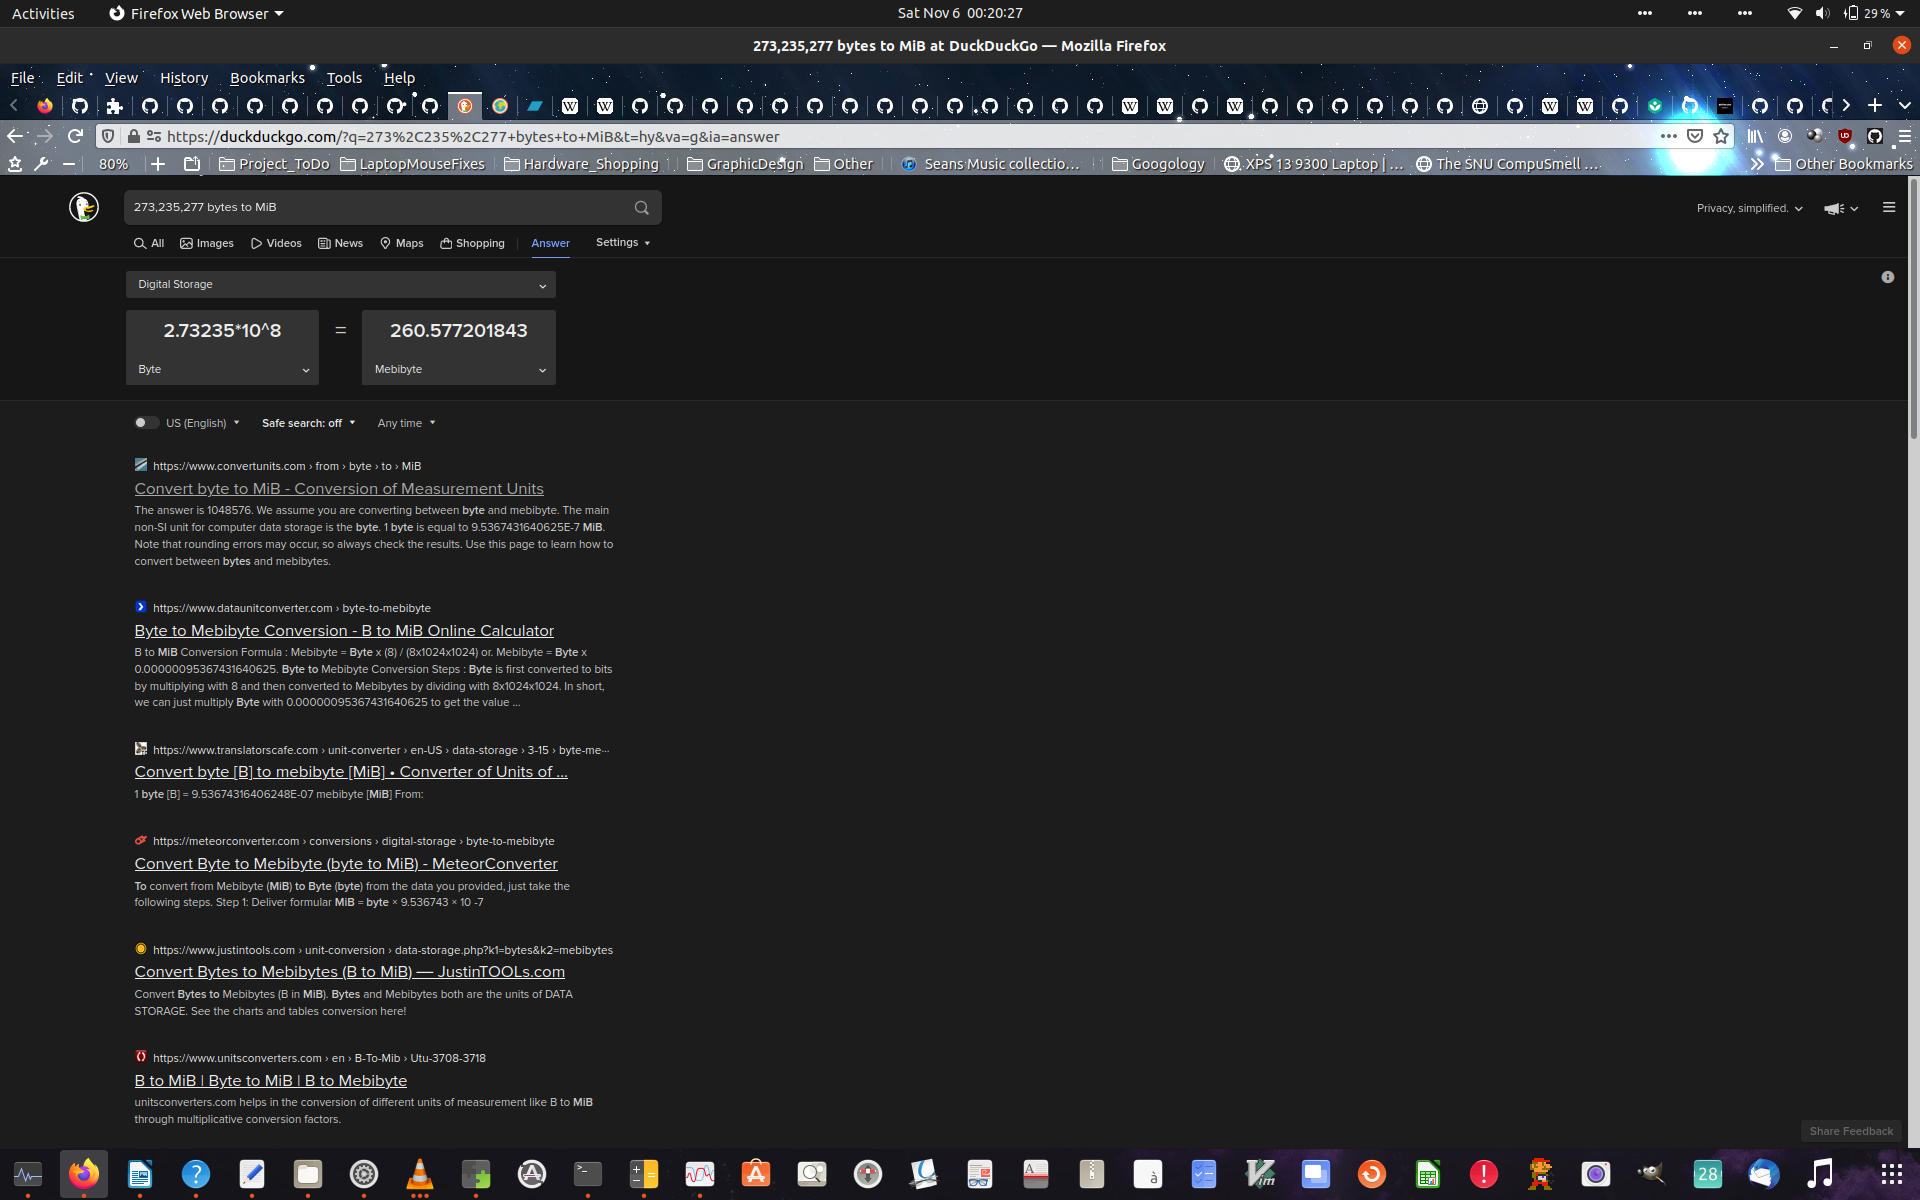 Activities
Firefox Web Browser
Sat Nov 6 00:20:27
29 %
273,235,277 bytes to MiB at DuckDuckGo — Mozilla Firefox
File Edit View History Bookmarks Tools Help
https://duckduckgo.com/?q=273%2C235%2C277+bytes+to+MiB&t=hy&va=g&ia=answer
80%
Project_ToDo
LaptopMouseFixes
Hardware_Shopping
GraphicDesign
Other
Seans Music collectio…
Googology
XPS 13 9300 Laptop | …
The SNU CompuSmell …
Other Bookmarks
273,235,277 bytes to MiB
Privacy, simplified.
All Images Videos News Maps Shopping Answer Settings
Digital Storage
2.73235*10^8 = 260.577201843
Byte Mebibyte
US (English) Safe search: off Any time
https://www.convertunits.com › from › byte › to › MiB
Convert byte to MiB - Conversion of Measurement Units
The answer is 1048576. We assume you are converting between byte and mebibyte. The main
non-SI unit for computer data storage is the byte. 1 byte is equal to 9.5367431640625E-7 MiB.
Note that rounding errors may occur, so always check the results. Use this page to learn how to
convert between bytes and mebibytes.
https://www.dataunitconverter.com › byte-to-mebibyte
Byte to Mebibyte Conversion - B to MiB Online Calculator
B to MiB Conversion Formula : Mebibyte = Byte x (8) / (8x1024x1024) or. Mebibyte = Byte x
0.00000095367431640625. Byte to Mebibyte Conversion Steps : Byte is first converted to bits
by multiplying with 8 and then converted to Mebibytes by dividing with 8x1024x1024. In short,
we can just multiply Byte with 0.00000095367431640625 to get the value ...
https://www.translatorscafe.com › unit-converter › en-US › data-storage › 3-15 › byte-me···
Convert byte [B] to mebibyte [MiB] • Converter of Units of ...
1 byte [B] = 9.53674316406248E-07 mebibyte [MiB] From:
https://meteorconverter.com › conversions › digital-storage › byte-to-mebibyte
Convert Byte to Mebibyte (byte to MiB) - MeteorConverter
To convert from Mebibyte (MiB) to Byte (byte) from the data you provided, just take the
following steps. Step 1: Deliver formular MiB = byte × 9.536743 × 10 -7
https://www.justintools.com › unit-conversion › data-storage.php?k1=bytes&k2=mebibytes
Convert Bytes to Mebibytes (B to MiB) — JustinTOOLs.com
Convert Bytes to Mebibytes (B in MiB). Bytes and Mebibytes both are the units of DATA
STORAGE. See the charts and tables conversion here!
https://www.unitsconverters.com › en › B-To-Mib › Utu-3708-3718
B to MiB | Byte to MiB | B to Mebibyte
unitsconverters.com helps in the conversion of different units of measurement like B to MiB
through multiplicative conversion factors.
Share Feedback
28